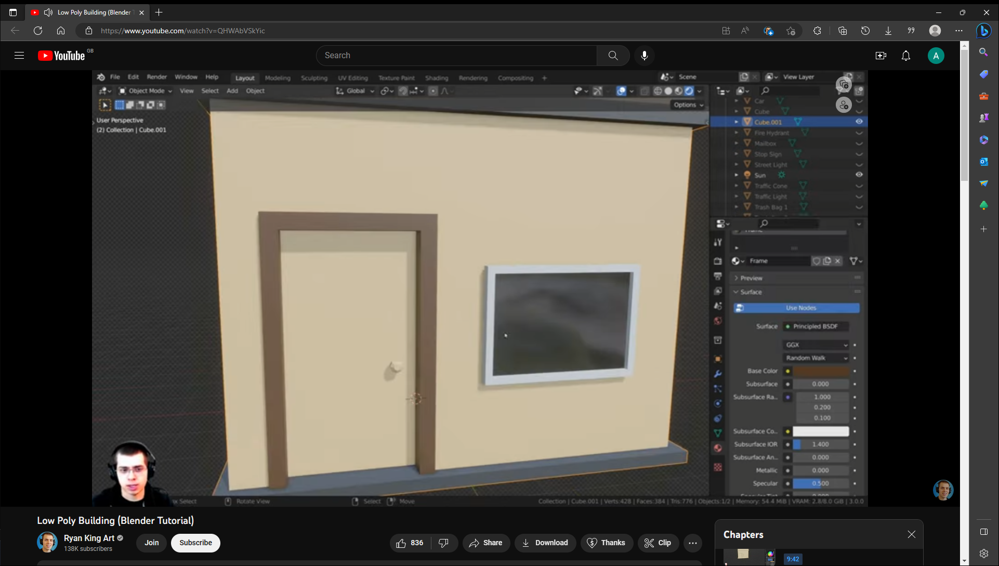 Low Poly Building (Blender T
https://www.youtube.com/watch?v=QHWAbVSkYic
YouTube GB
Search
A
File Edit Render Window Help Layout Modeling Sculpting UV Editing Texture Paint Shading Rendering Compositing + Scene View Layer
Object Mode View Select Add Object Global
Options
User Perspective
(2) Collection | Cube.001
Car
Cube
Cube.001
Fire Hydrant
Mailbox
Stop Sign
Street Light
Sun
Traffic Cone
Traffic Light
Trash Bag 1
Frame
Preview
Surface
Use Nodes
Surface Principled BSDF
GGX
Random Walk
Base Color
Subsurface 0.000
Subsurface Ra... 1.000
0.200
0.100
Subsurface Co...
Subsurface IOR 1.400
Subsurface An... 0.000
Metallic 0.000
Specular 0.500
Select Rotate View Select Move Collection | Cube.001 | Verts:428 | Faces:384 | Tris:776 | Objects:1/2 | Memory: 54.4 MiB | VRAM: 2.8/8.0 GiB | 3.0.0
Low Poly Building (Blender Tutorial)
Ryan King Art
138K subscribers
Join
Subscribe
836
Share
Download
Thanks
Clip
Chapters
9:42